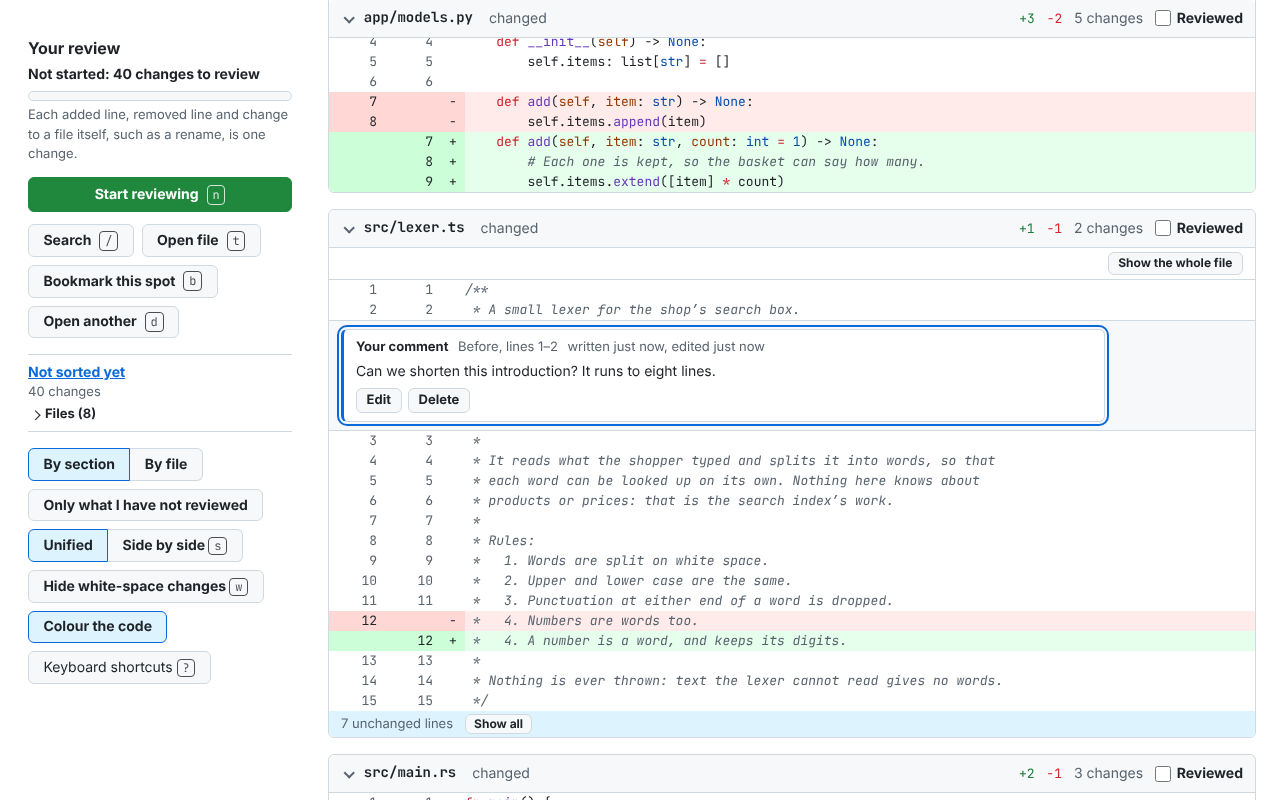 Your review
Not started: 40 changes to review
Each added line, removed line and change
to a file itself, such as a rename, is one
change.
Start reviewing n
Search / Open file t
Bookmark this spot b
Open another d
Not sorted yet
40 changes
Files (8)
By section By file
Only what I have not reviewed
Unified Side by side s
Hide white-space changes w
Colour the code
Keyboard shortcuts ?
app/models.py changed +3 -2 5 changes Reviewed
4 4 def __init__(self) -> None:
5 5 self.items: list[str] = []
6 6
7 - def add(self, item: str) -> None:
8 - self.items.append(item)
7 + def add(self, item: str, count: int = 1) -> None:
8 + # Each one is kept, so the basket can say how many.
9 + self.items.extend([item] * count)
src/lexer.ts changed +1 -1 2 changes Reviewed
Show the whole file
1 1 /**
2 2 * A small lexer for the shop’s search box.
Your comment Before, lines 1–2 written just now, edited just now
Can we shorten this introduction? It runs to eight lines.
Edit Delete
3 3 *
4 4 * It reads what the shopper typed and splits it into words, so that
5 5 * each word can be looked up on its own. Nothing here knows about
6 6 * products or prices: that is the search index’s work.
7 7 *
8 8 * Rules:
9 9 * 1. Words are split on white space.
10 10 * 2. Upper and lower case are the same.
11 11 * 3. Punctuation at either end of a word is dropped.
12 - * 4. Numbers are words too.
12 + * 4. A number is a word, and keeps its digits.
13 13 *
14 14 * Nothing is ever thrown: text the lexer cannot read gives no words.
15 15 */
7 unchanged lines Show all
src/main.rs changed +2 -1 3 changes Reviewed
1 1 fn main() {